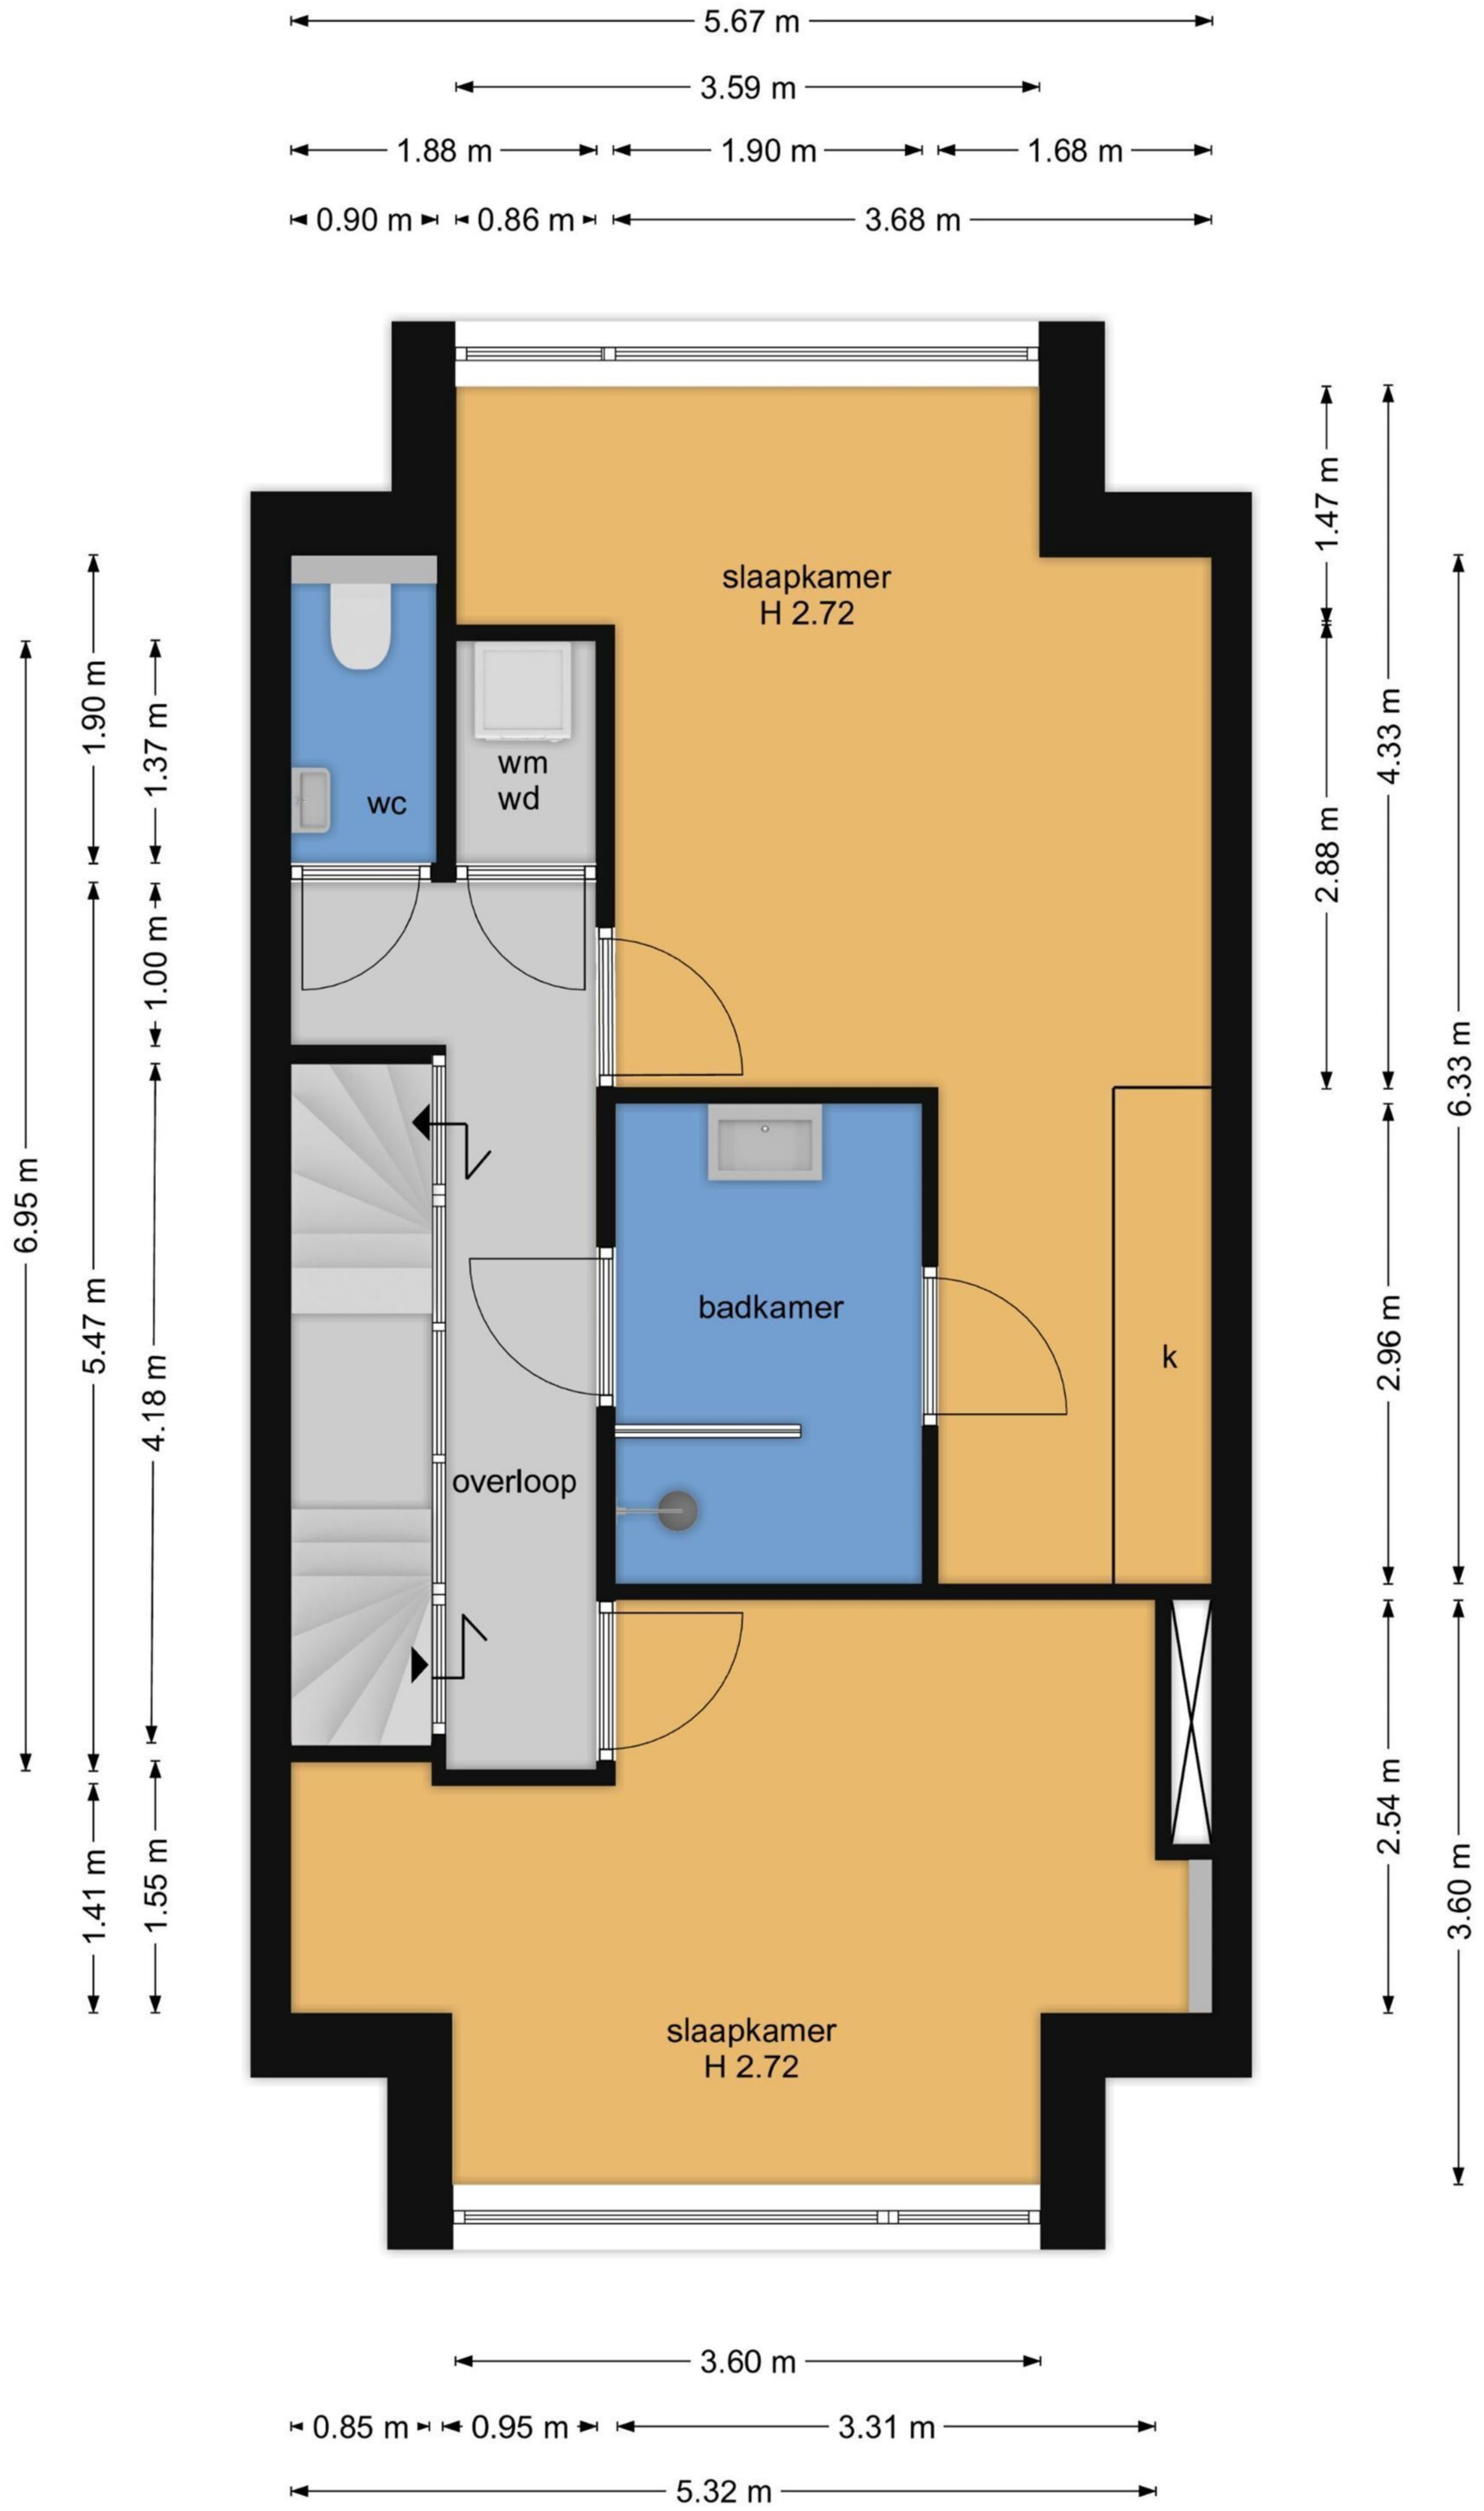 5.67 m
3.59 m
1.88 m
1.90 m
1.68 m
0.90 m
0.86 m
3.68 m
slaapkamer
H 2.72
wm
wd
wc
badkamer
k
overloop
slaapkamer
H 2.72
6.95 m
1.90 m
5.47 m
1.41 m
1.37 m
1.00 m
4.18 m
1.55 m
1.47 m
2.88 m
4.33 m
2.96 m
2.54 m
6.33 m
3.60 m
3.60 m
0.85 m
0.95 m
3.31 m
5.32 m